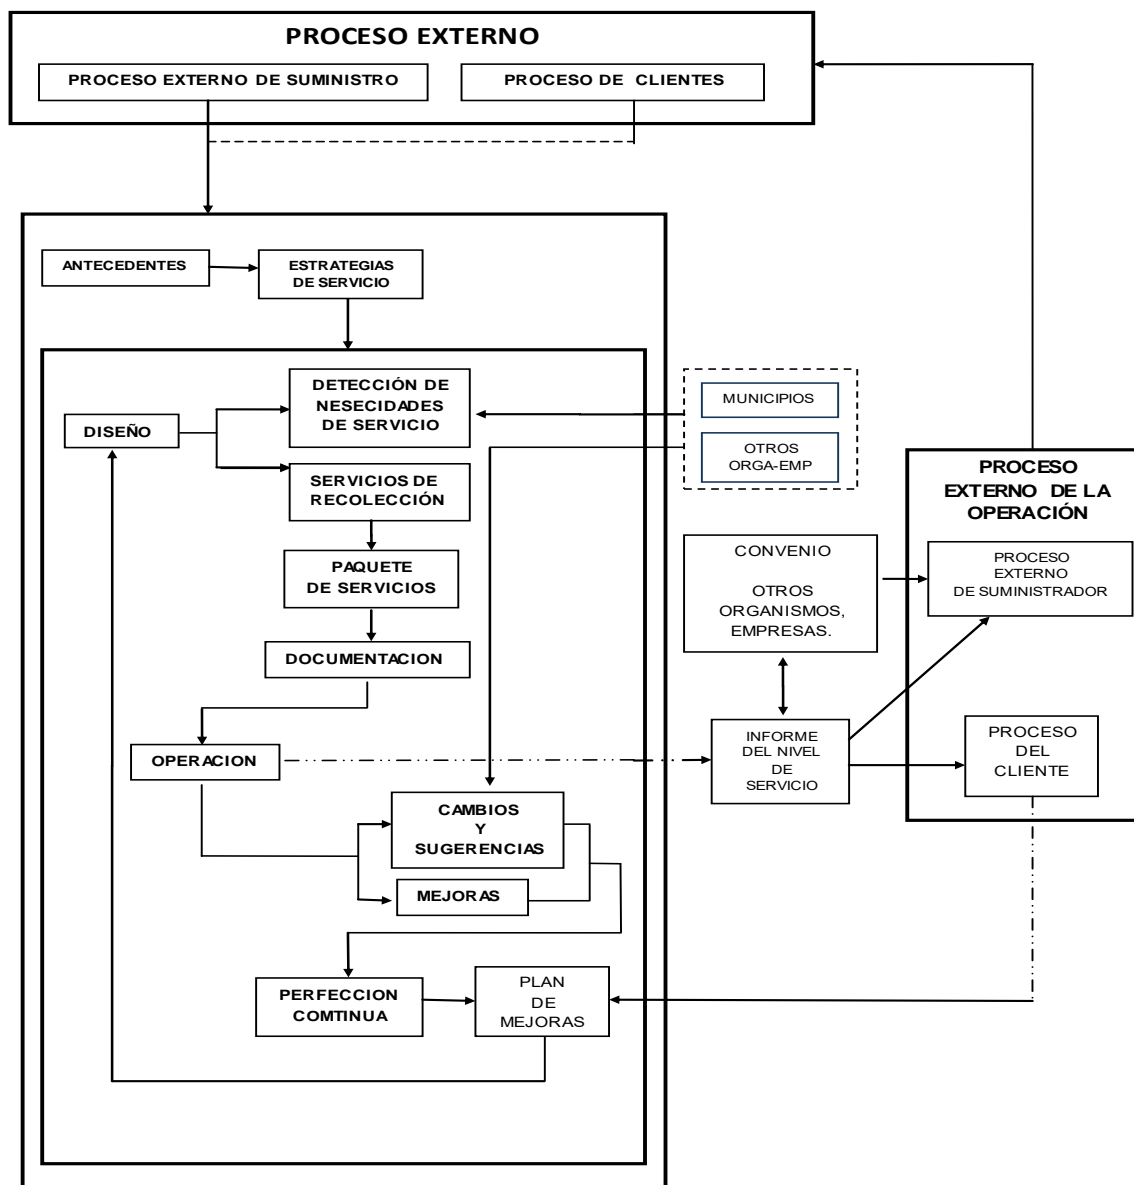 PROCESO EXTERNO
PROCESO EXTERNO DE SUMINISTRO
PROCESO DE CLIENTES
ANTECEDENTES
ESTRATEGIAS
DE SERVICIO
DETECCIÓN DE
NESECIDADES
DE SERVICIO
DISEÑO
SERVICIOS DE
RECOLECCIÓN
PAQUETE
DE SERVICIOS
DOCUMENTACION
OPERACION
CAMBIOS
Y
SUGERENCIAS
MEJORAS
PERFECCION
COMTINUA
PLAN
DE
MEJORAS
MUNICIPIOS
OTROS
ORGA-EMP
CONVENIO
OTROS
ORGANISMOS,
EMPRESAS.
INFORME
DEL NIVEL
DE
SERVICIO
PROCESO
EXTERNO DE LA
OPERACIÓN
PROCESO
EXTERNO
DE SUMINISTRADOR
PROCESO
DEL
CLIENTE